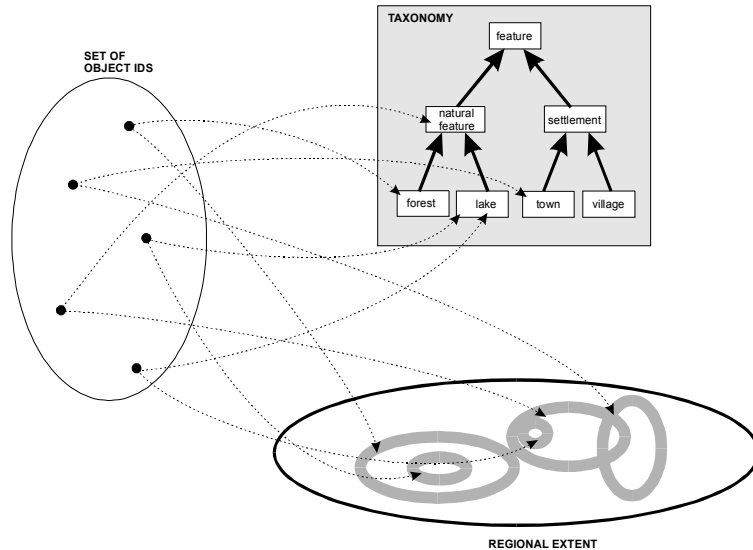 TAXONOMY
feature
SET OF
OBJECT IDS
natural
feature
settlement
forest
lake
town
village
REGIONAL EXTENT